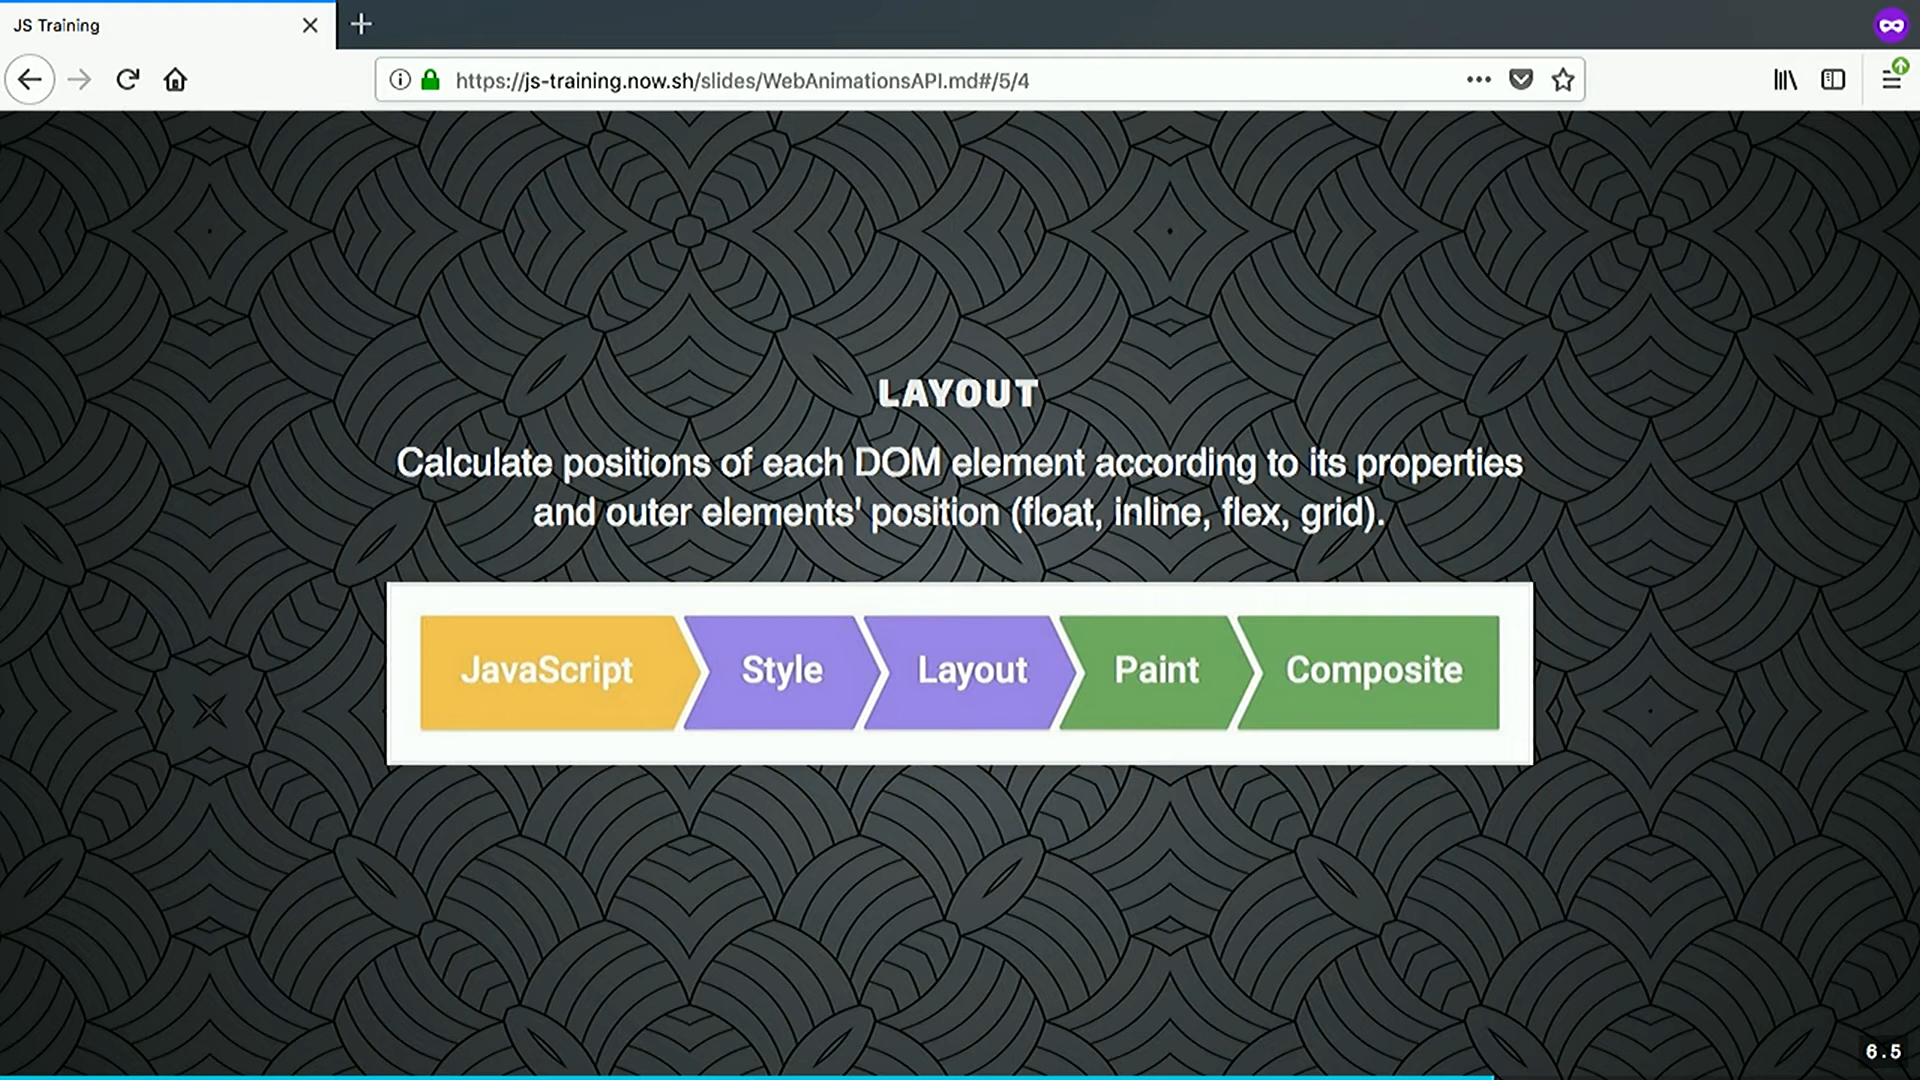 JS Training
https://js-training.now.sh/slides/WebAnimationsAPI.md#/5/4
LAYOUT
Calculate positions of each DOM element according to its properties
and outer elements' position (float, inline, flex, grid).
JavaScript
Style
Layout
Paint
Composite
6.5